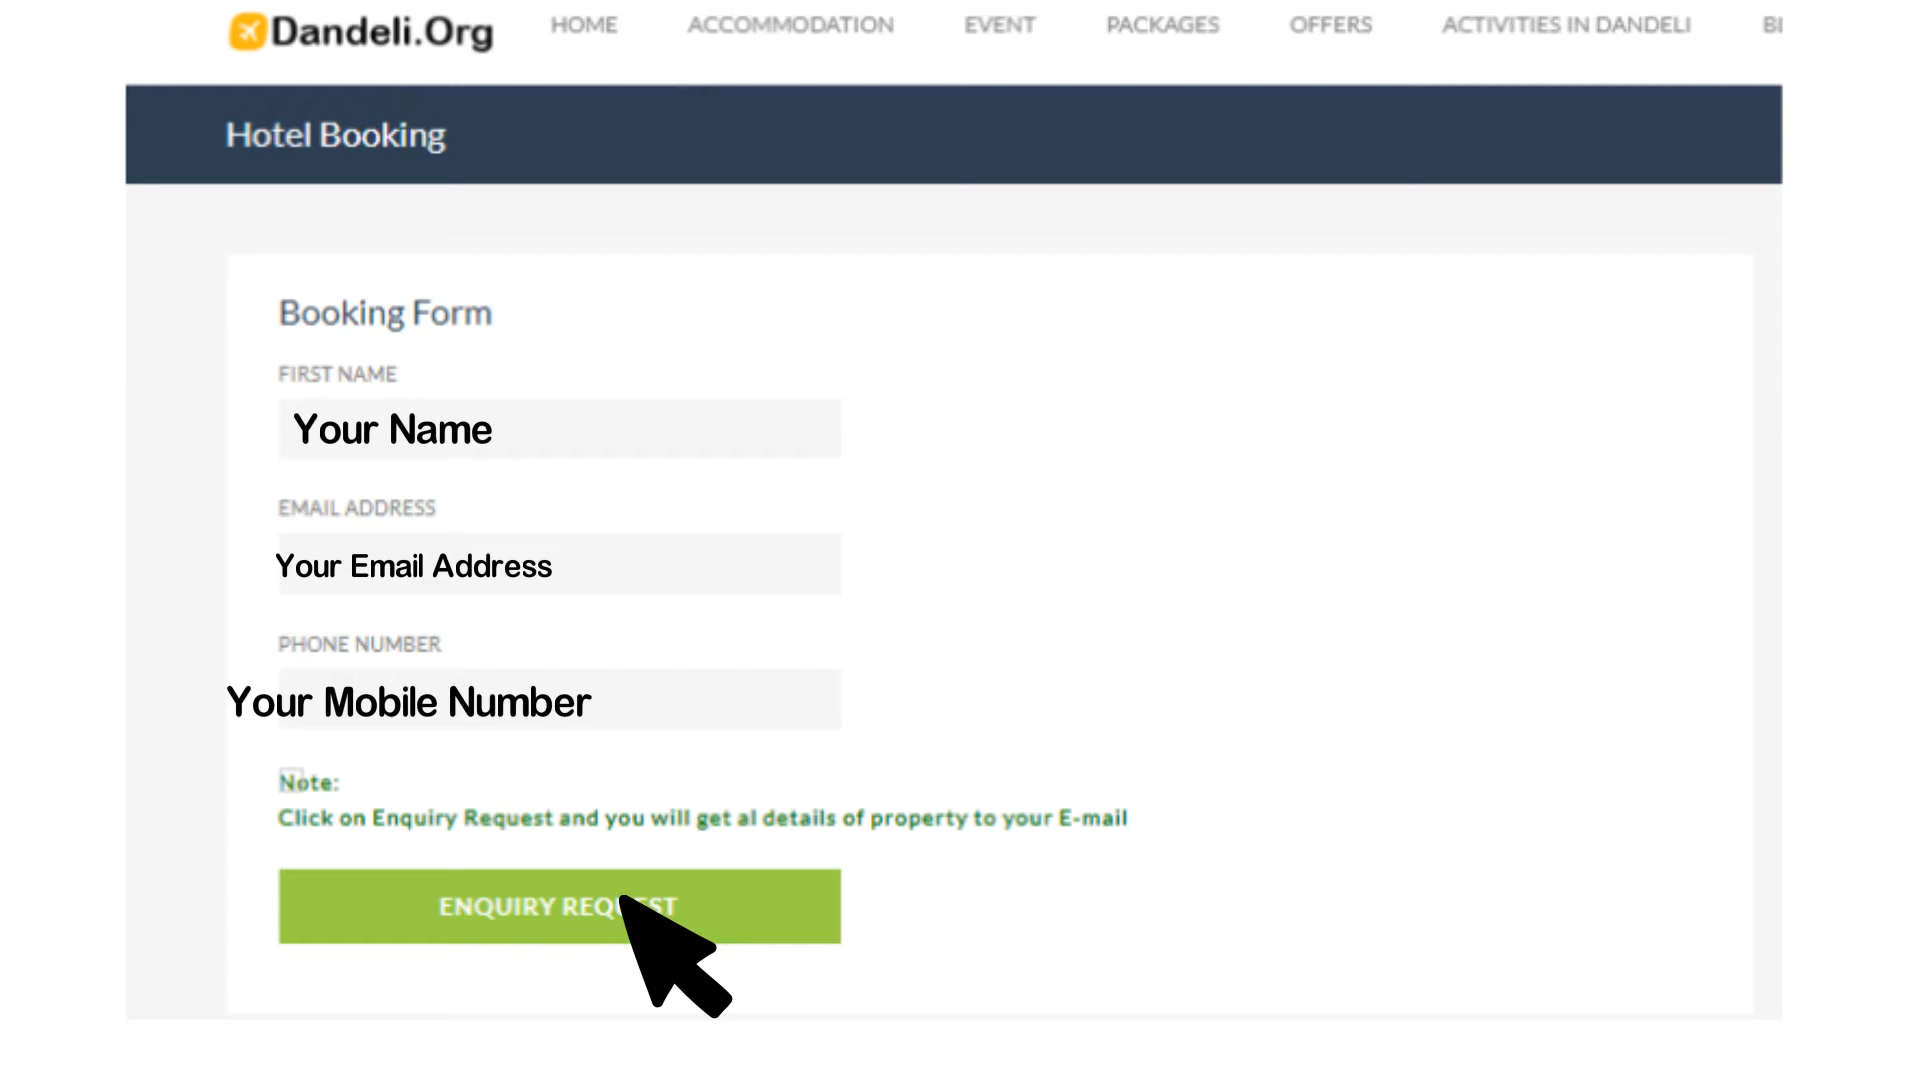 Dandeli.Org HOME ACCOMMODATION EVENT PACKAGES OFFERS ACTIVITIES IN DANDELI
Hotel Booking
Booking Form
FIRST NAME
Your Name
EMAIL ADDRESS
Your Email Address
PHONE NUMBER
Your Mobile Number
Note:
Click on Enquiry Request and you will get al details of property to your E-mail
ENQUIRY REQUEST